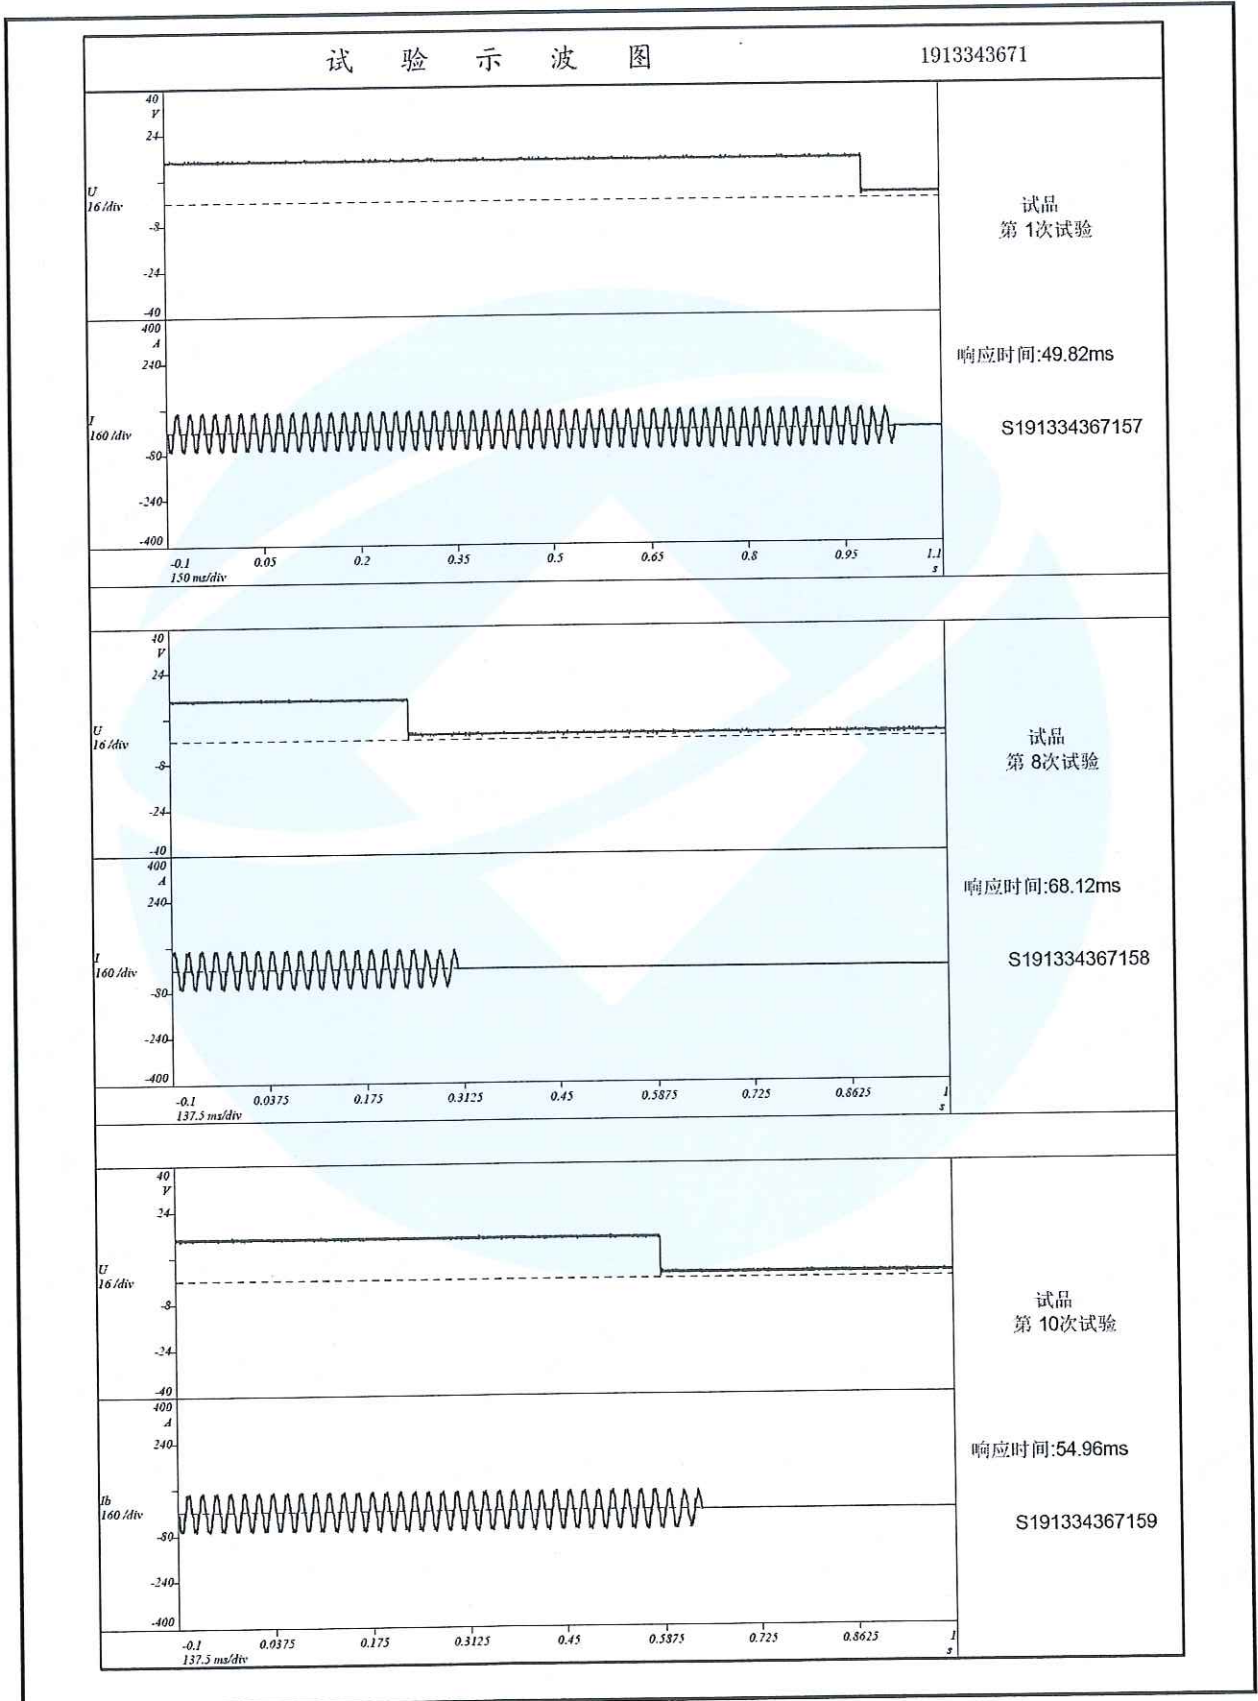 试 验 示 波 图
1913343671
40
V
24
U
16 /div
-8
-24
-40
400
A
240
I
160 /div
-80
-240
-400
-0.1 0.05 0.2 0.35 0.5 0.65 0.8 0.95 1.1
150 ms/div s
试品
第 1次试验
响应时间:49.82ms
S191334367157
40
V
24
U
16 /div
-8
-24
-40
400
A
240
I
160 /div
-80
-240
-400
-0.1 0.0375 0.175 0.3125 0.45 0.5875 0.725 0.8625 1
137.5 ms/div s
试品
第 8次试验
响应时间:68.12ms
S191334367158
40
V
24
U
16 /div
-8
-24
-40
400
A
240
Ib
160 /div
-80
-240
-400
-0.1 0.0375 0.175 0.3125 0.45 0.5875 0.725 0.8625 1
137.5 ms/div s
试品
第 10次试验
响应时间:54.96ms
S191334367159